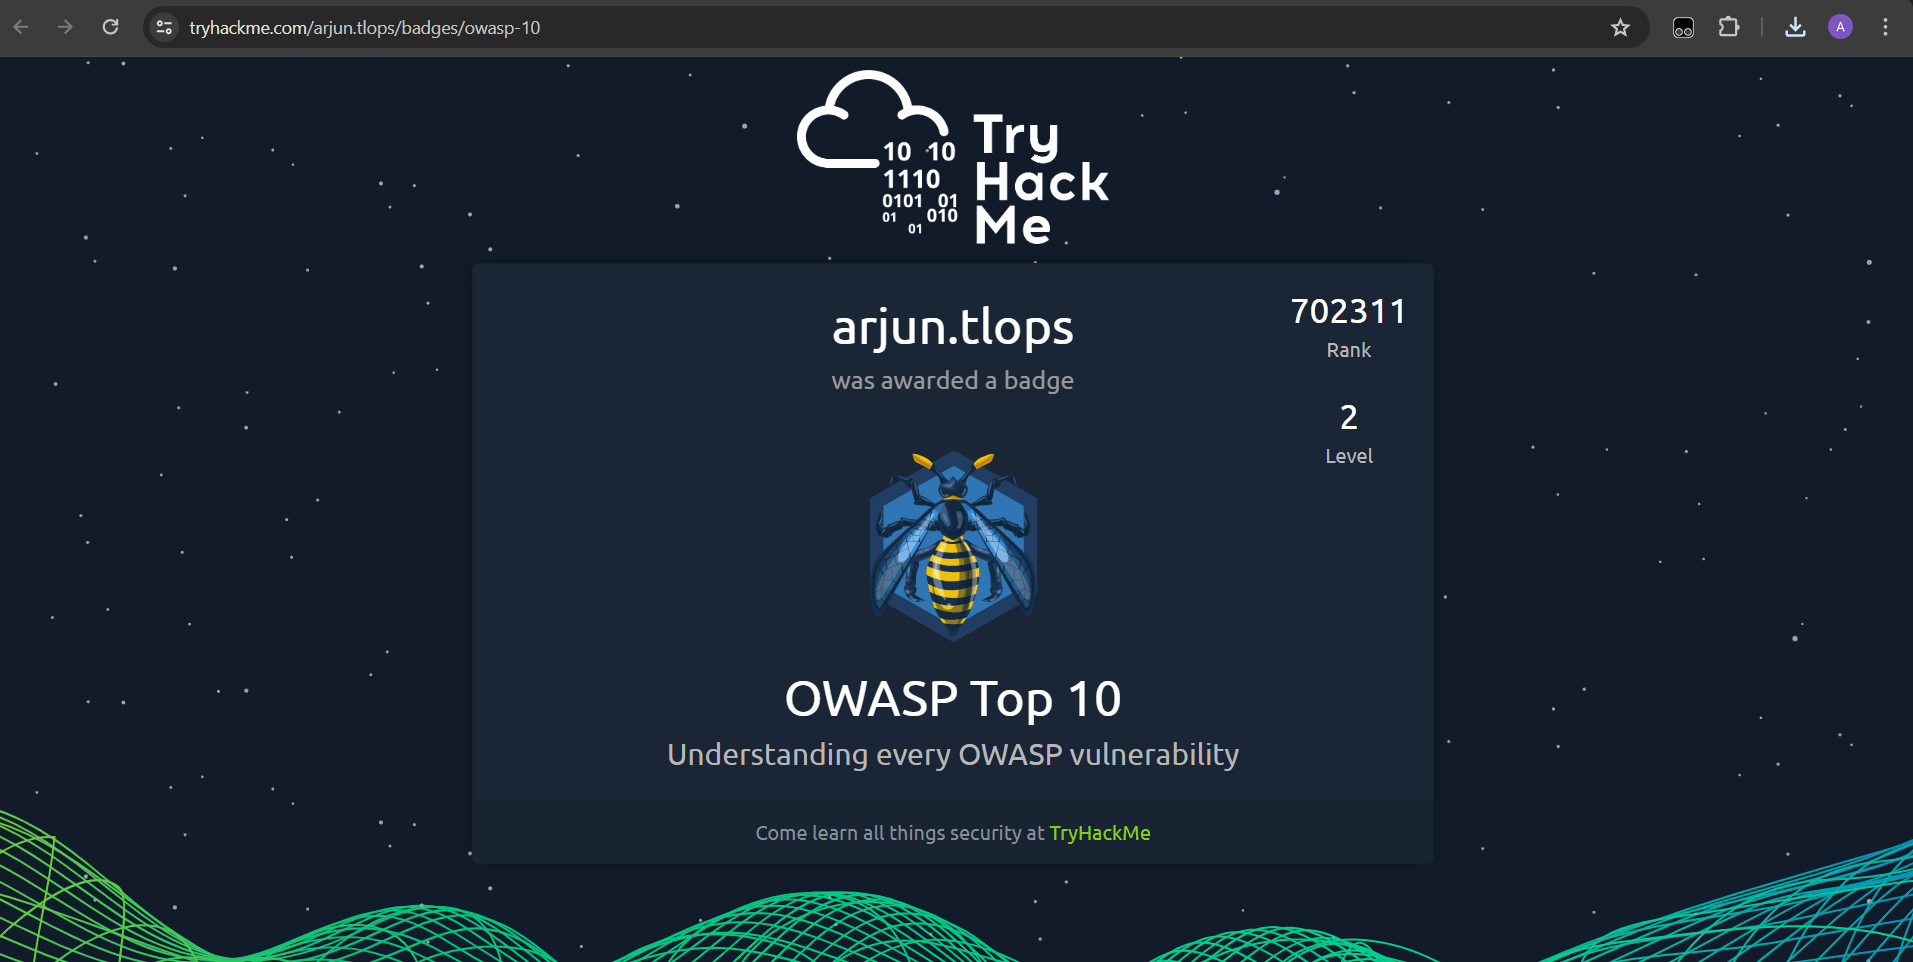 tryhackme.com/arjun.tlops/badges/owasp-10
A
10 10
1110
0101 01
01 010
01
Try
Hack
Me
arjun.tlops
was awarded a badge
702311
Rank
2
Level
OWASP Top 10
Understanding every OWASP vulnerability
Come learn all things security at TryHackMe